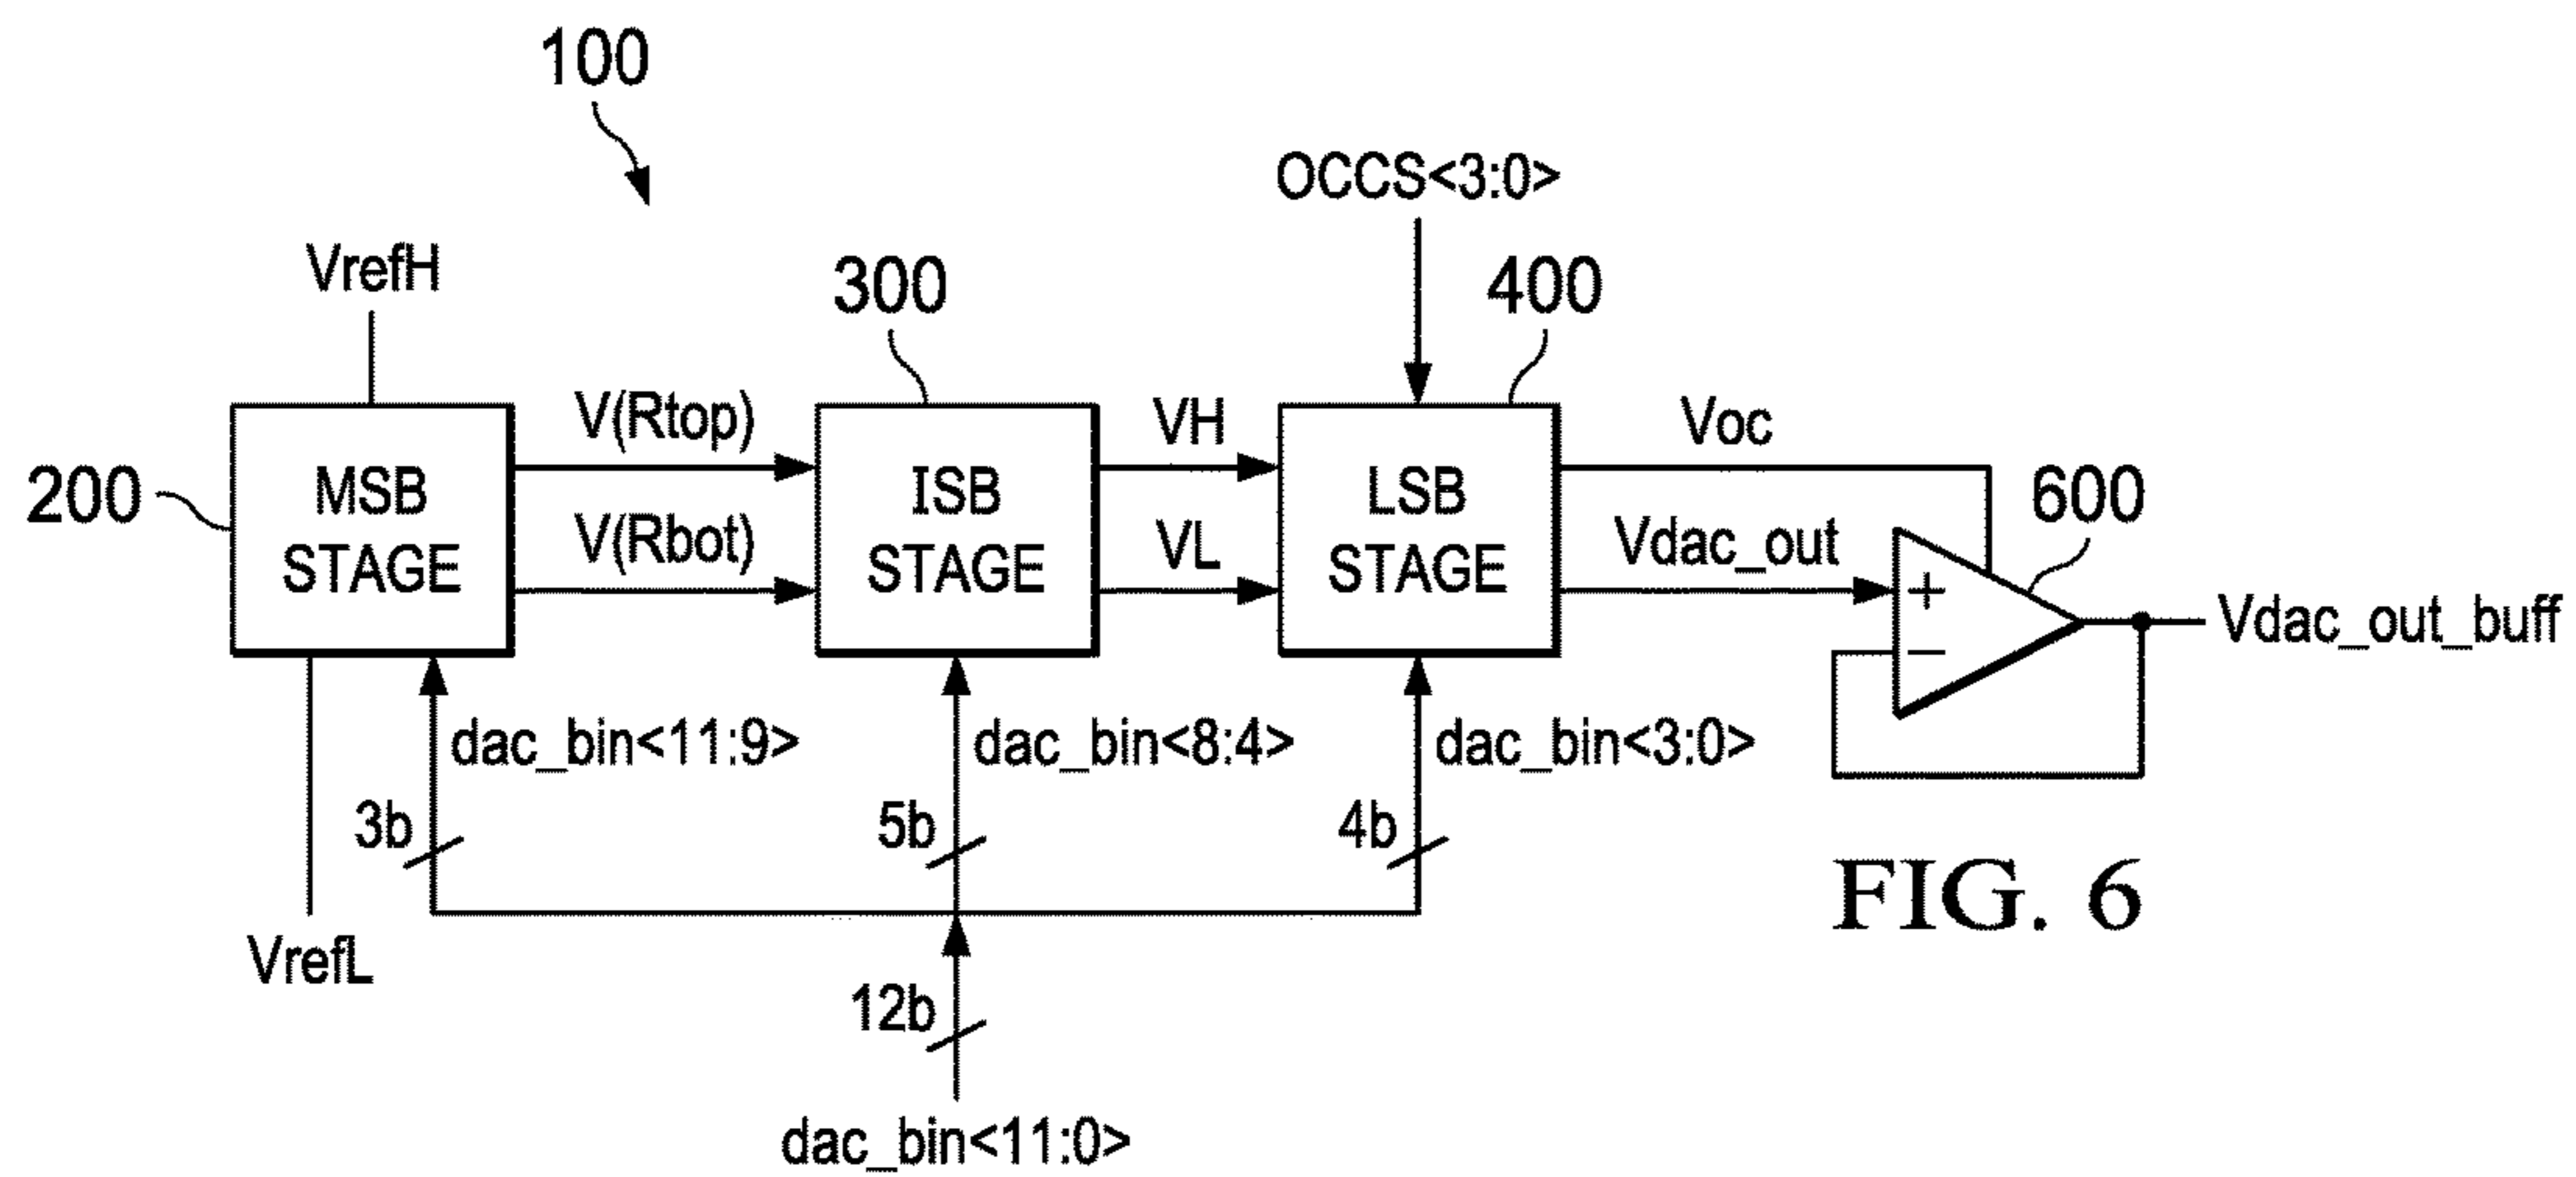 100
OCCS<3:0>
VrefH
300
400
V(Rtop)
VH
Voc
200
MSB
STAGE
ISB
STAGE
LSB
STAGE
600
V(Rbot)
VL
Vdac_out
+
−
Vdac_out_buff
dac_bin<11:9>
dac_bin<8:4>
dac_bin<3:0>
3b
5b
4b
FIG. 6
VrefL
12b
dac_bin<11:0>